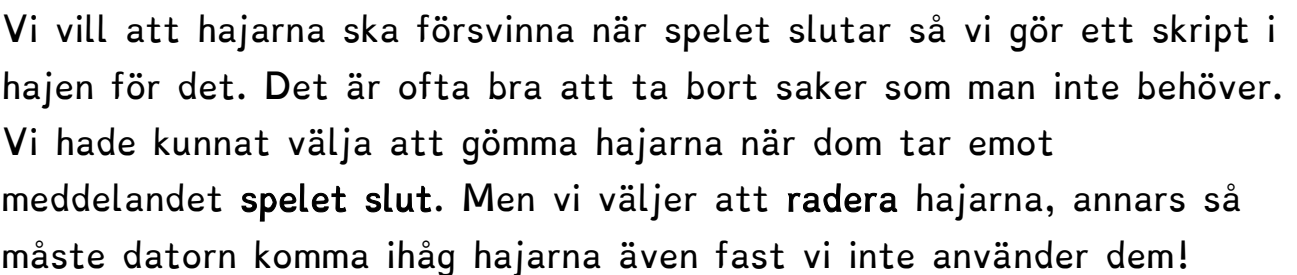 Vi vill att hajarna ska försvinna när spelet slutar så vi gör ett skript i
hajen för det. Det är ofta bra att ta bort saker som man inte behöver.
Vi hade kunnat välja att gömma hajarna när dom tar emot
meddelandet spelet slut. Men vi väljer att radera hajarna, annars så
måste datorn komma ihåg hajarna även fast vi inte använder dem!